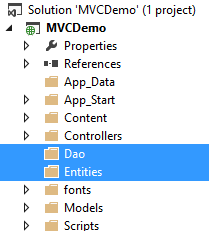 Solution 'MVCDemo' (1 project)
MVCDemo
Properties
References
App_Data
App_Start
Content
Controllers
Dao
Entities
fonts
Models
Scripts